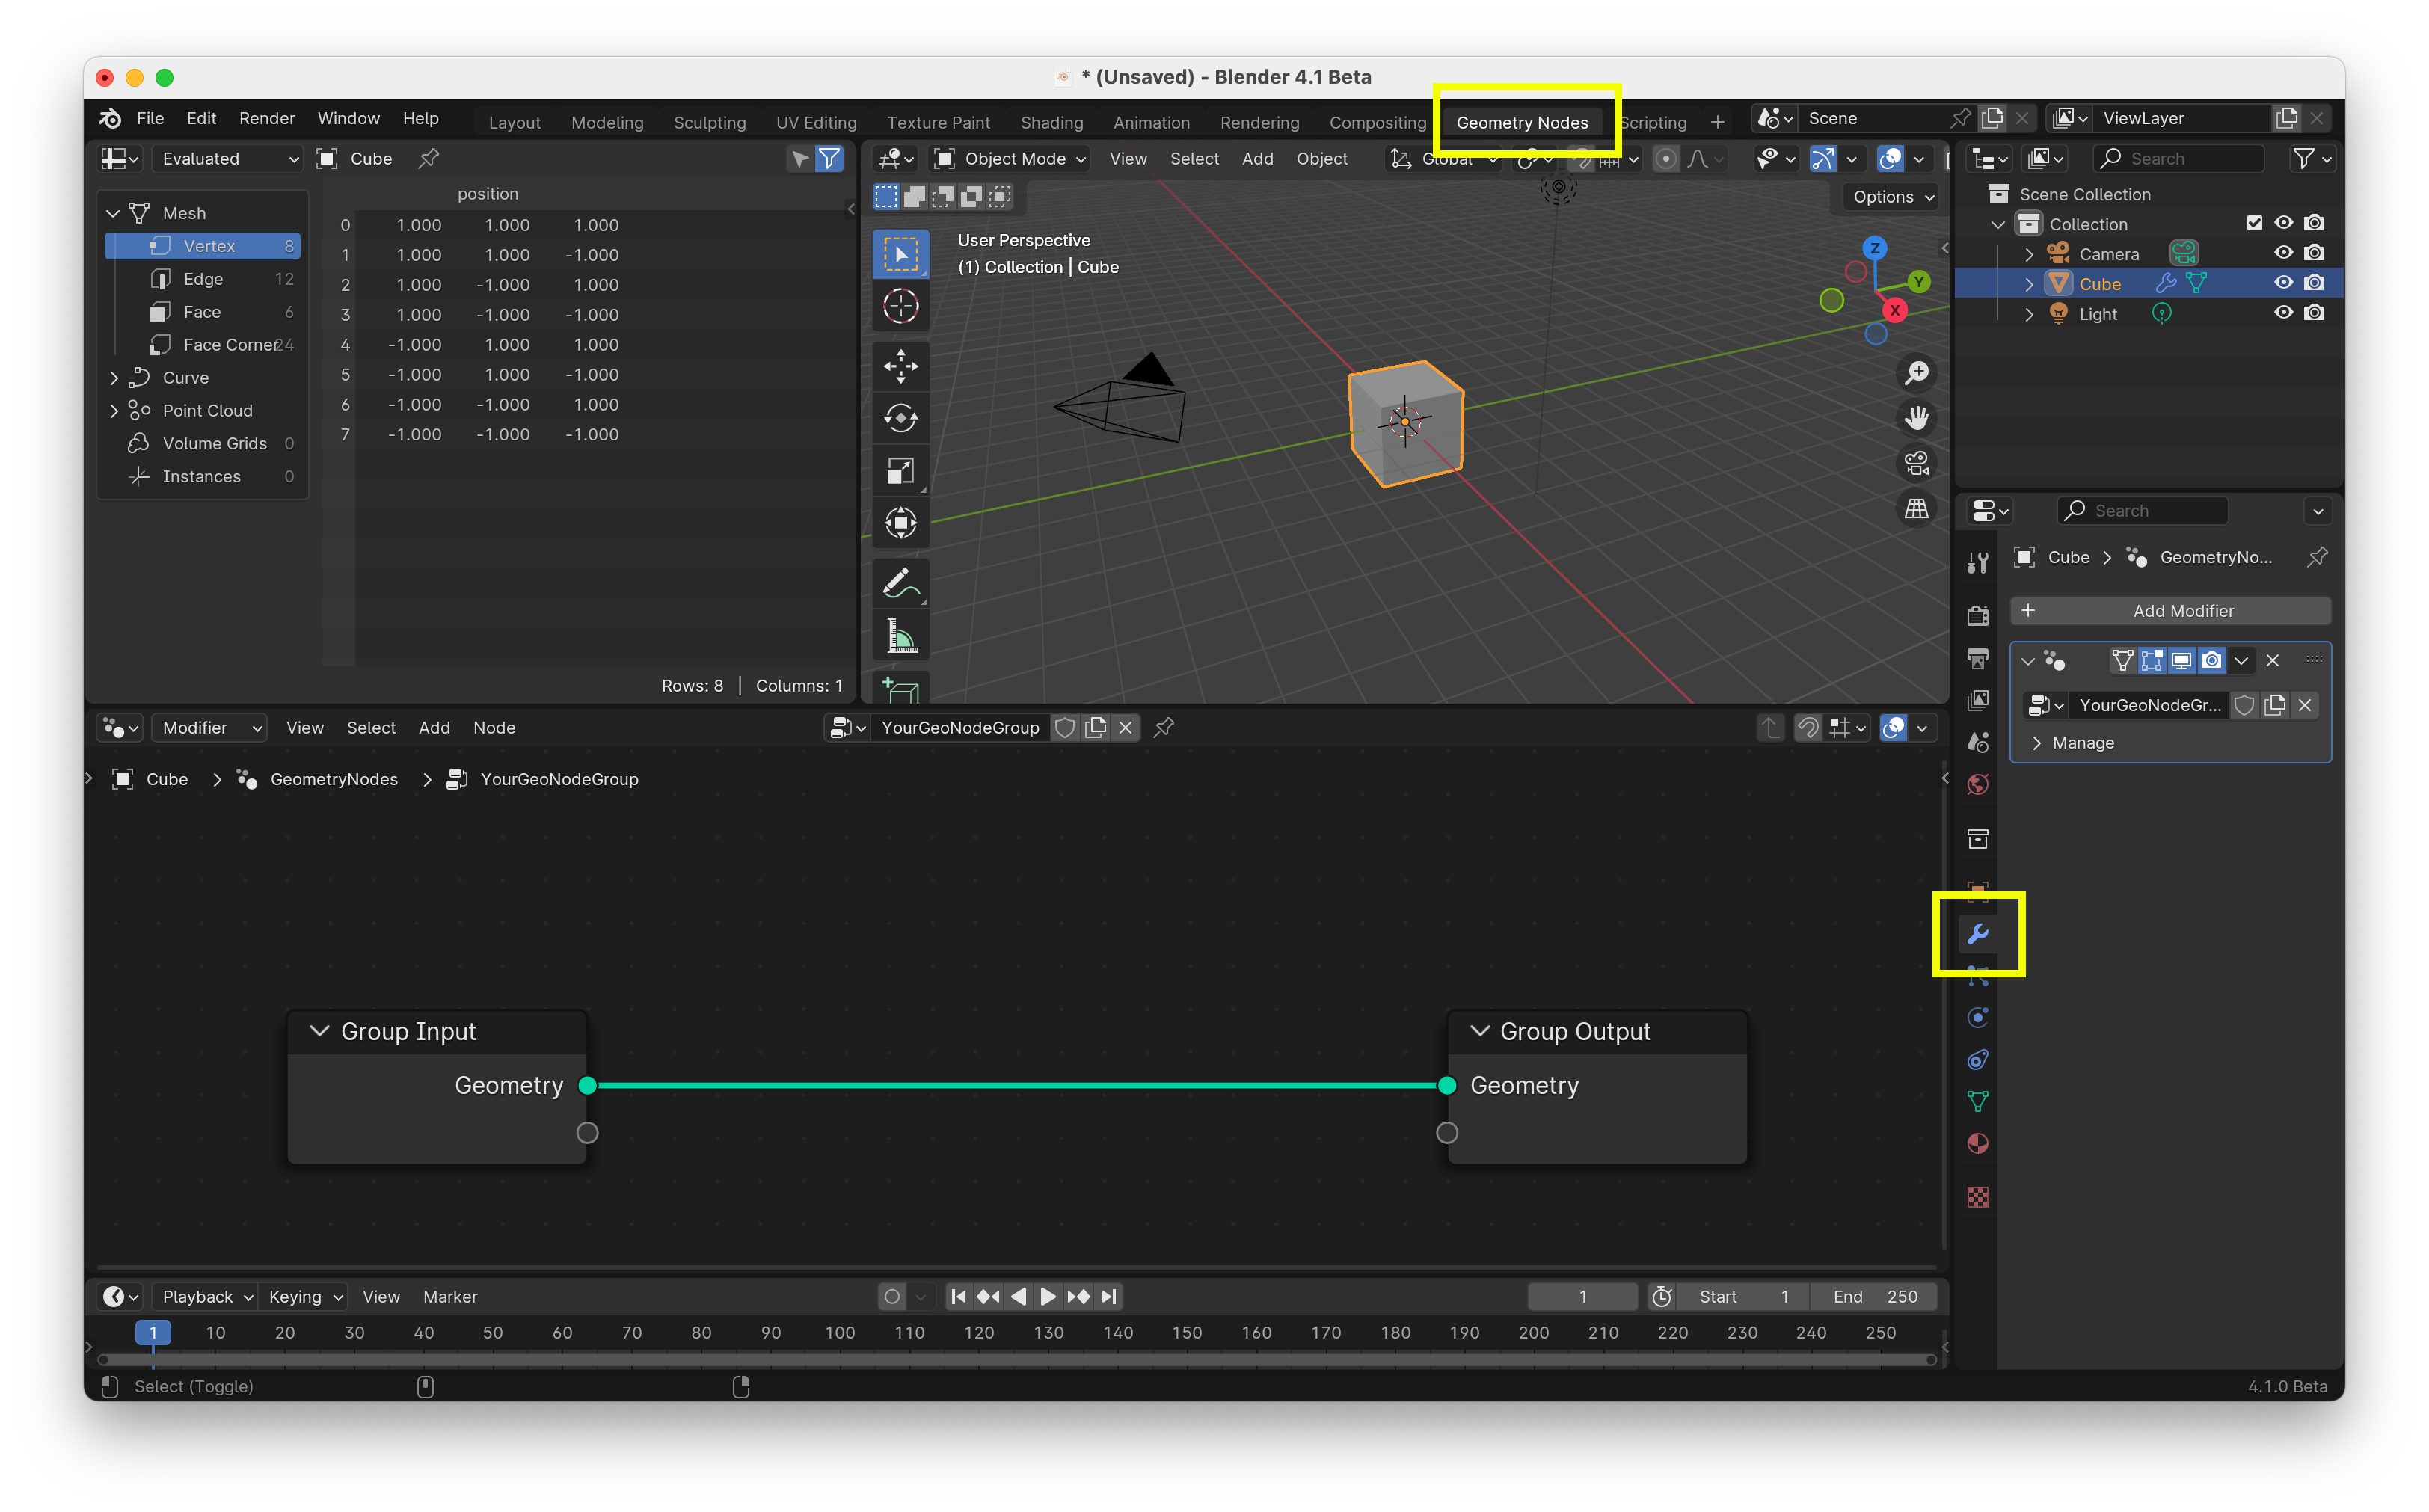 * (Unsaved) - Blender 4.1 Beta
File Edit Render Window Help Layout Modeling Sculpting UV Editing Texture Paint Shading Animation Rendering Compositing Geometry Nodes Scripting + Scene ViewLayer
Evaluated Cube
position
Mesh
Vertex 8
Edge 12
Face 6
Face Corner 24
Curve
Point Cloud
Volume Grids 0
Instances 0
0 1.000 1.000 1.000
1 1.000 1.000 -1.000
2 1.000 -1.000 1.000
3 1.000 -1.000 -1.000
4 -1.000 1.000 1.000
5 -1.000 1.000 -1.000
6 -1.000 -1.000 1.000
7 -1.000 -1.000 -1.000
Rows: 8 | Columns: 1
Object Mode View Select Add Object Global
Options
User Perspective
(1) Collection | Cube
Z
Y
X
Search
Scene Collection
Collection
Camera
Cube
Light
Search
Cube > GeometryNo...
+ Add Modifier
YourGeoNodeGr...
Manage
Modifier View Select Add Node YourGeoNodeGroup
Cube > GeometryNodes > YourGeoNodeGroup
Group Input
Geometry
Group Output
Geometry
Playback Keying View Marker 1 Start 1 End 250
1 10 20 30 40 50 60 70 80 90 100 110 120 130 140 150 160 170 180 190 200 210 220 230 240 250
Select (Toggle) 4.1.0 Beta